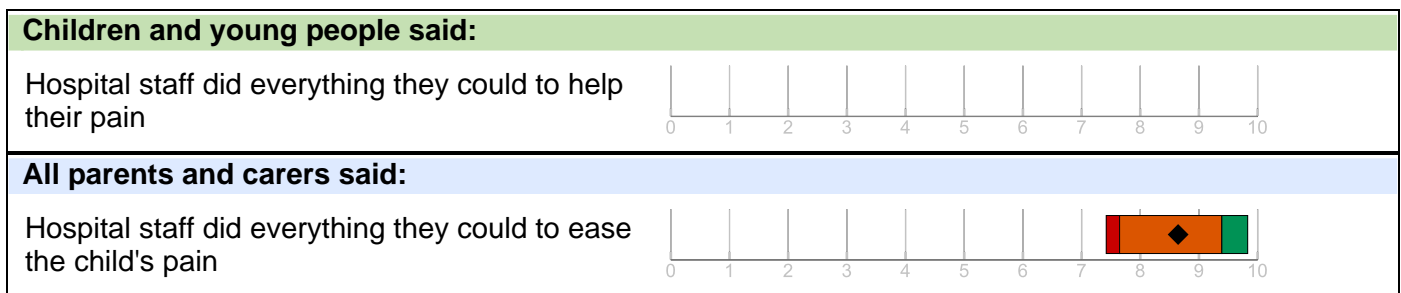 Children and young people said:
Hospital staff did everything they could to help
their pain
0 1 2 3 4 5 6 7 8 9 10
All parents and carers said:
Hospital staff did everything they could to ease
the child's pain
0 1 2 3 4 5 6 7 8 9 10